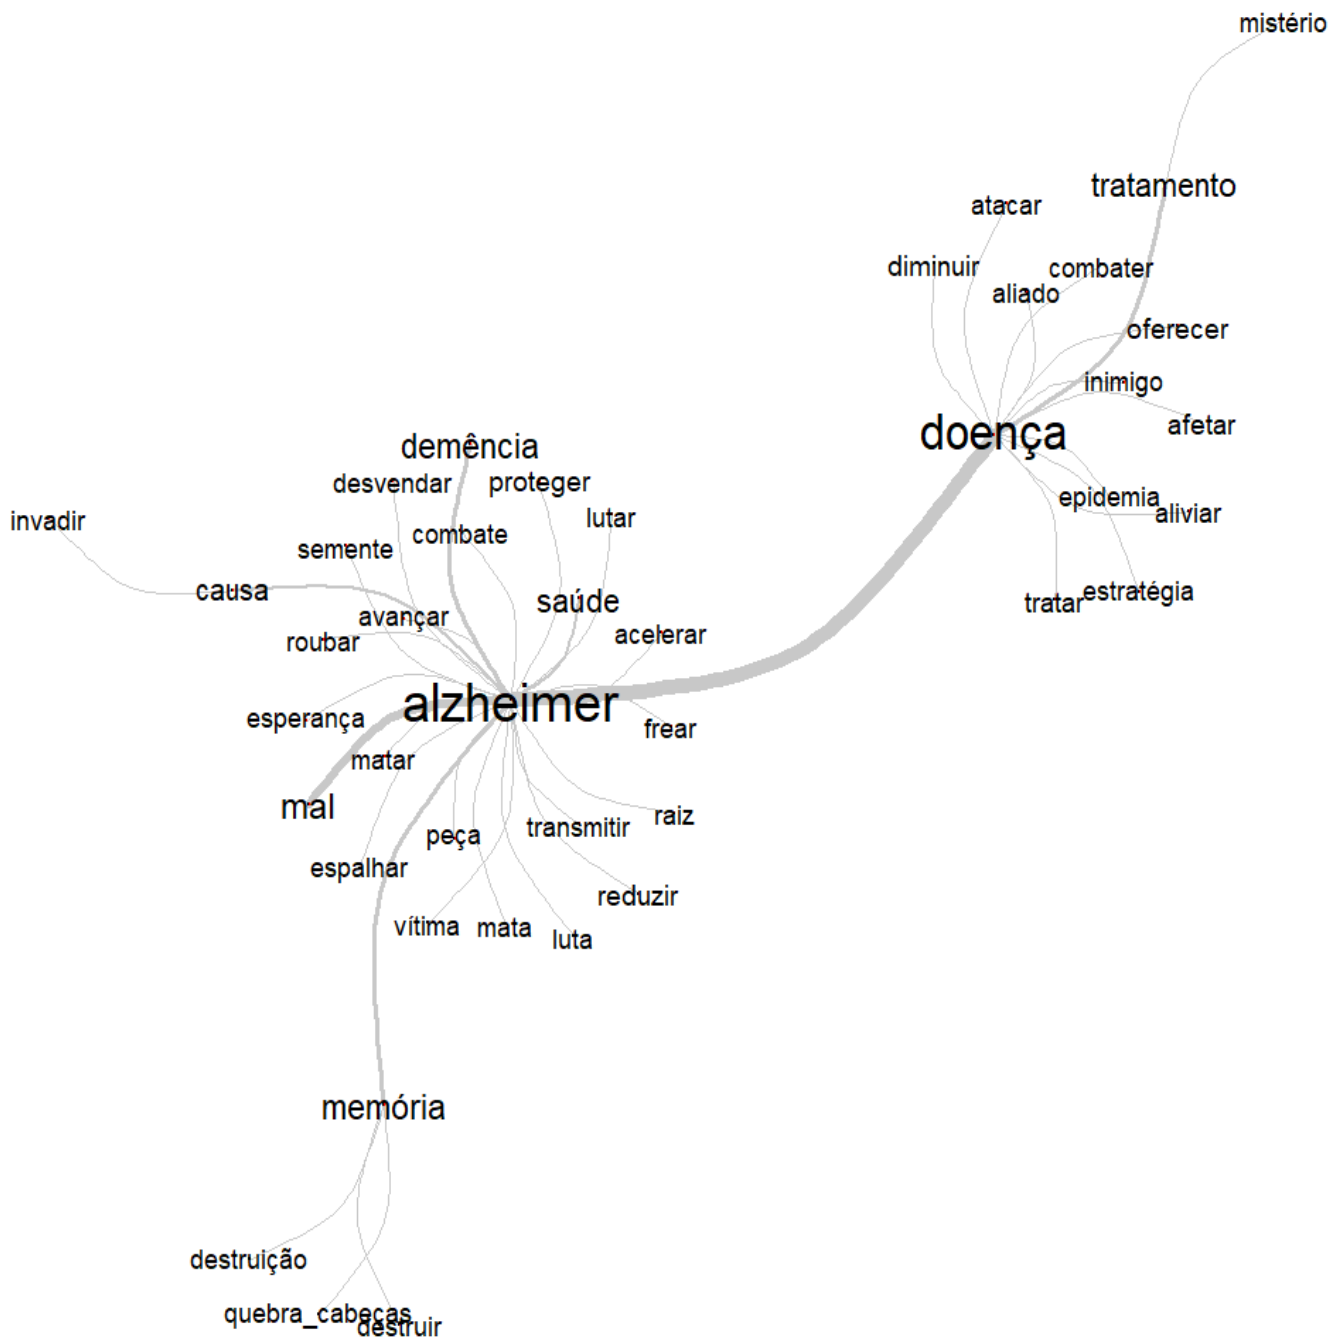 mistério
tratamento
atacar
diminuir
combater
aliado
oferecer
inimigo
afetar
doença
demência
desvendar
proteger
epidemia
aliviar
invadir
lutar
combate
semente
causa
saúde
tratar
estratégia
avançar
roubar
acelerar
alzheimer
esperança
frear
matar
mal
raiz
peça
transmitir
espalhar
reduzir
vítima
mata
luta
memória
destruição
quebra_cabeças
destruir